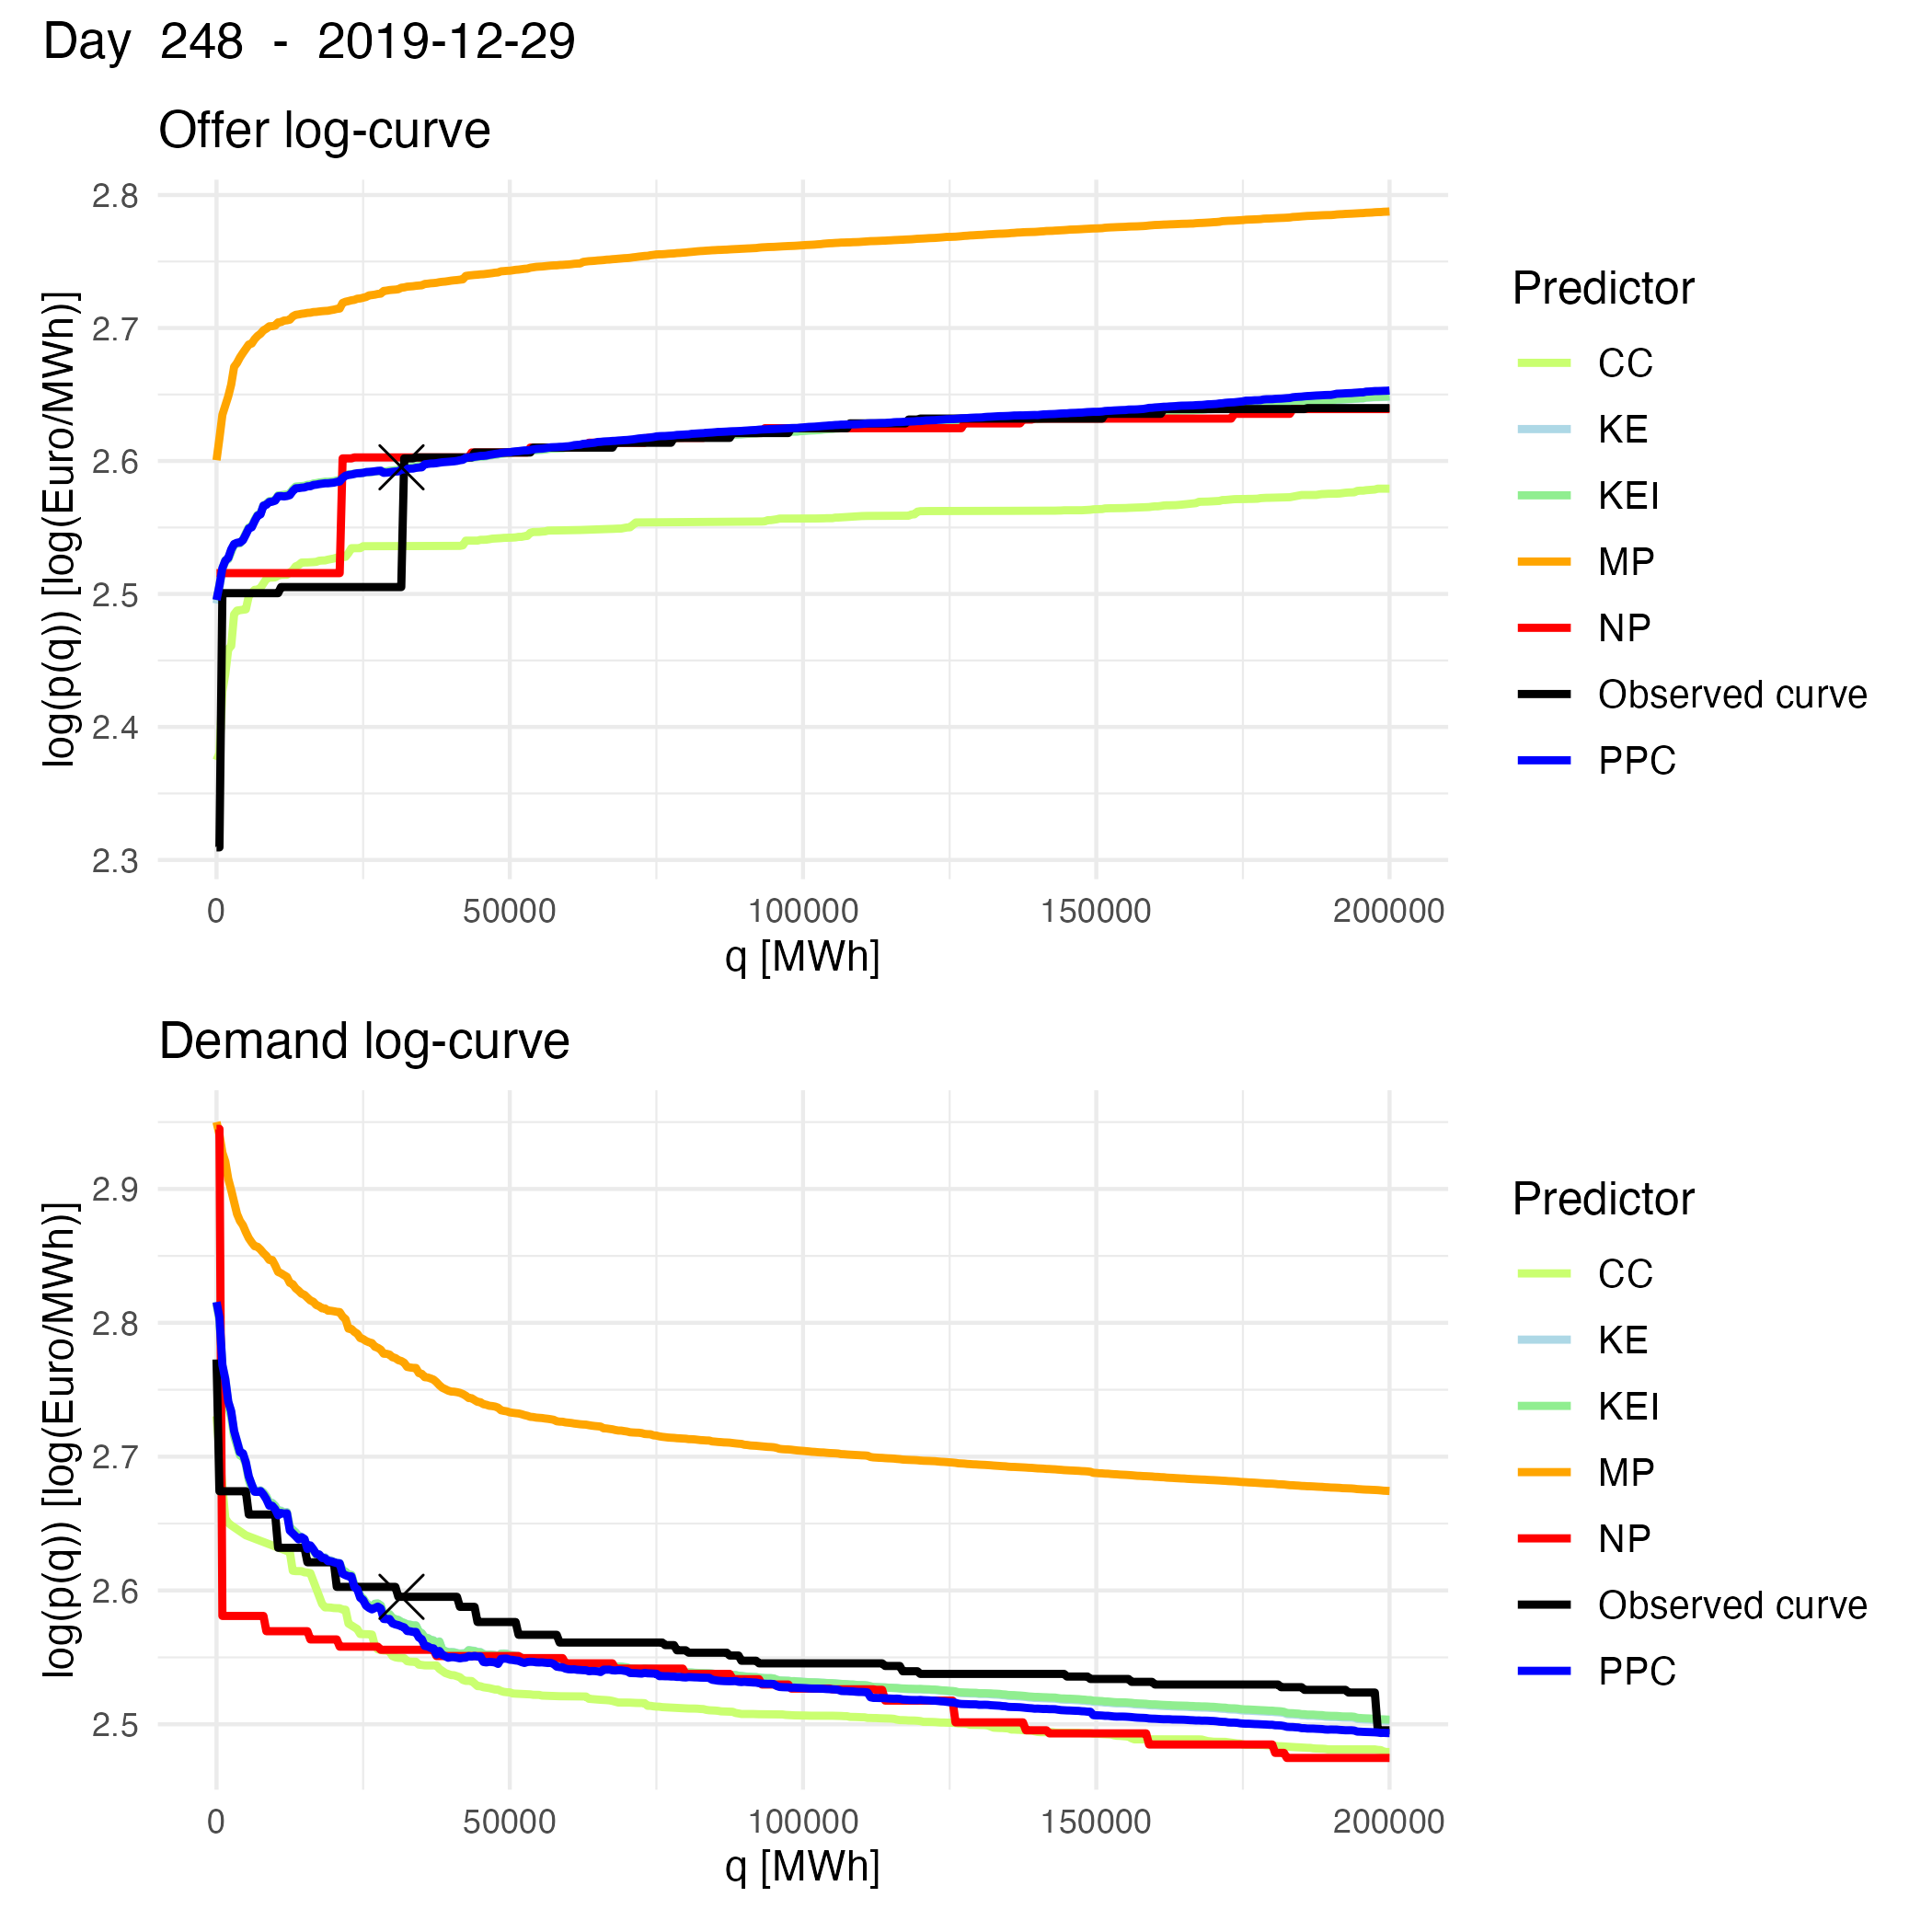 Day 248 - 2019-12-29
Offer log-curve
log(p(q)) [log(Euro/MWh)]
2.8
2.7
2.6
2.5
2.4
2.3
0 50000 100000 150000 200000
q [MWh]
Predictor
CC
KE
KEI
MP
NP
Observed curve
PPC
Demand log-curve
log(p(q)) [log(Euro/MWh)]
2.9
2.8
2.7
2.6
2.5
0 50000 100000 150000 200000
q [MWh]
Predictor
CC
KE
KEI
MP
NP
Observed curve
PPC